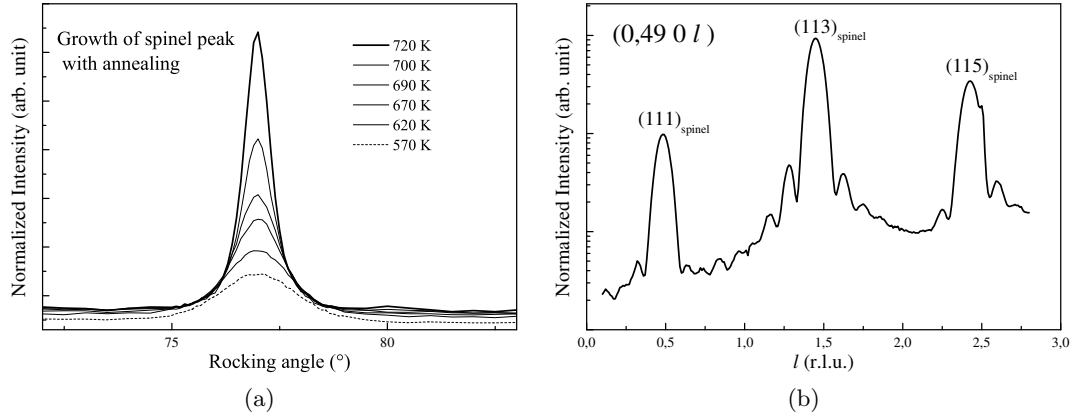 Growth of spinel peak
with annealing
720 K
700 K
690 K
670 K
620 K
570 K
Normalized Intensity (arb. unit)
75
80
Rocking angle (°)
(a)
(0,49 0 l )
(111)spinel
(113)spinel
(115)spinel
Normalized Intensity (arb. unit)
0,0
0,5
1,0
1,5
2,0
2,5
3,0
l (r.l.u.)
(b)